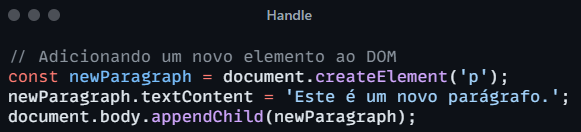 Handle
// Adicionando um novo elemento ao DOM
const newParagraph = document.createElement('p');
newParagraph.textContent = 'Este é um novo parágrafo.';
document.body.appendChild(newParagraph);